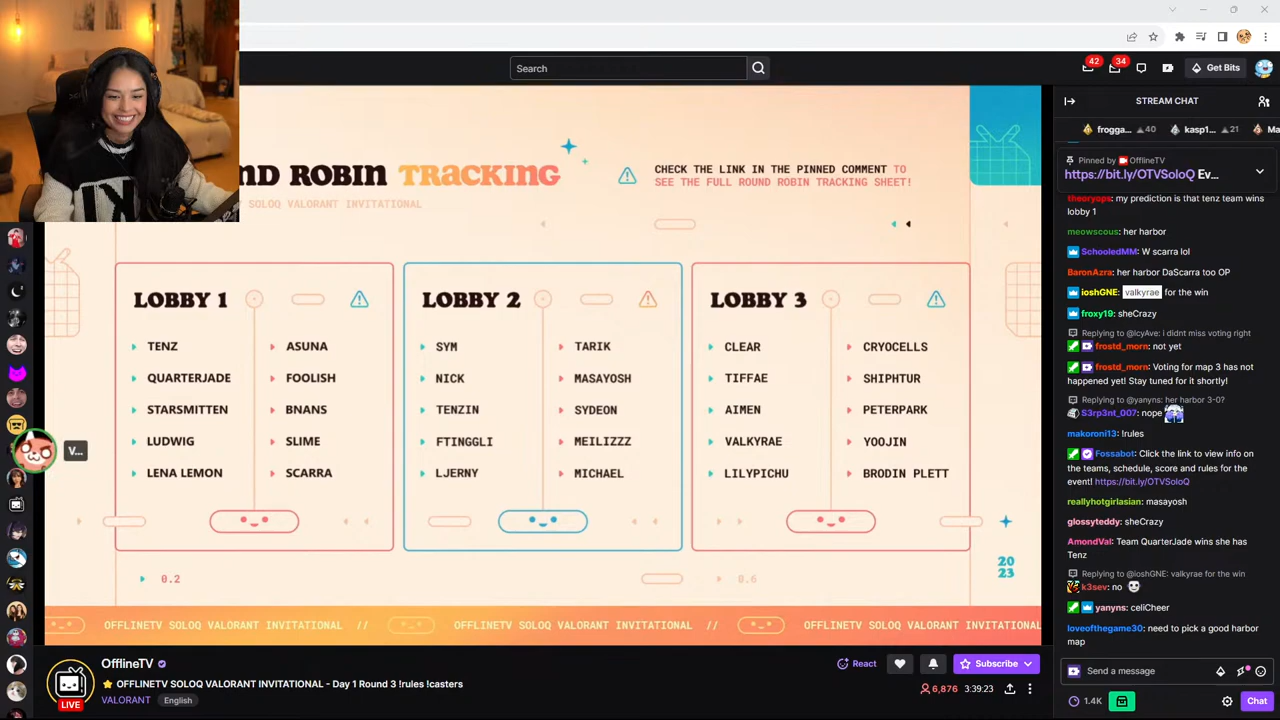 Search
42
34
Get Bits
ND ROBIN TRACKING
SOLOQ VALORANT INVITATIONAL
CHECK THE LINK IN THE PINNED COMMENT TO
SEE THE FULL ROUND ROBIN TRACKING SHEET!
LOBBY 1
TENZ
ASUNA
QUARTERJADE
FOOLISH
STARSMITTEN
BNANS
LUDWIG
SLIME
LENA LEMON
SCARRA
LOBBY 2
SYM
TARIK
NICK
MASAYOSH
TENZIN
SYDEON
FTINGGLI
MEILIZZZ
LJERNY
MICHAEL
LOBBY 3
CLEAR
CRYOCELLS
TIFFAE
SHIPHTUR
AIMEN
PETERPARK
VALKYRAE
YOOJIN
LILYPICHU
BRODIN PLETT
0.2
0.6
20
23
OFFLINETV SOLOQ VALORANT INVITATIONAL //
OFFLINETV SOLOQ VALORANT INVITATIONAL //
OFFLINETV SOLOQ VALORANT INVITATIONAL
V...
OfflineTV
LIVE
OFFLINETV SOLOQ VALORANT INVITATIONAL - Day 1 Round 3 !rules !casters
VALORANT
English
React
Subscribe
6,876
3:39:23
STREAM CHAT
frogga... 40
kasp1... 21
Ma
Pinned by OfflineTV
https://bit.ly/OTVSoloQ Ev...
theoryops: my prediction is that tenz team wins
lobby 1
meowscous: her harbor
SchooledMM: W scarra lol
BaronAzra: her harbor DaScarra too OP
ioshGNE: valkyrae for the win
froxy19: sheCrazy
Replying to @IcyAve: i didnt miss voting right
frostd_morn: not yet
frostd_morn: Voting for map 3 has
not happened yet! Stay tuned for it shortly!
Replying to @yanyns: her harbor 3-0?
S3rp3nt_007: nope
makoroni13: !rules
Fossabot: Click the link to view info on
the teams, schedule, score and rules for the
event! https://bit.ly/OTVSoloQ
reallyhotgirlasian: masayosh
glossyteddy: sheCrazy
AmondVal: Team QuarterJade wins she has
Tenz
Replying to @ioshGNE: valkyrae for the win
k3sev: no
yanyns: celiCheer
loveofthegame30: need to pick a good harbor
map
Send a message
1.4K
Chat